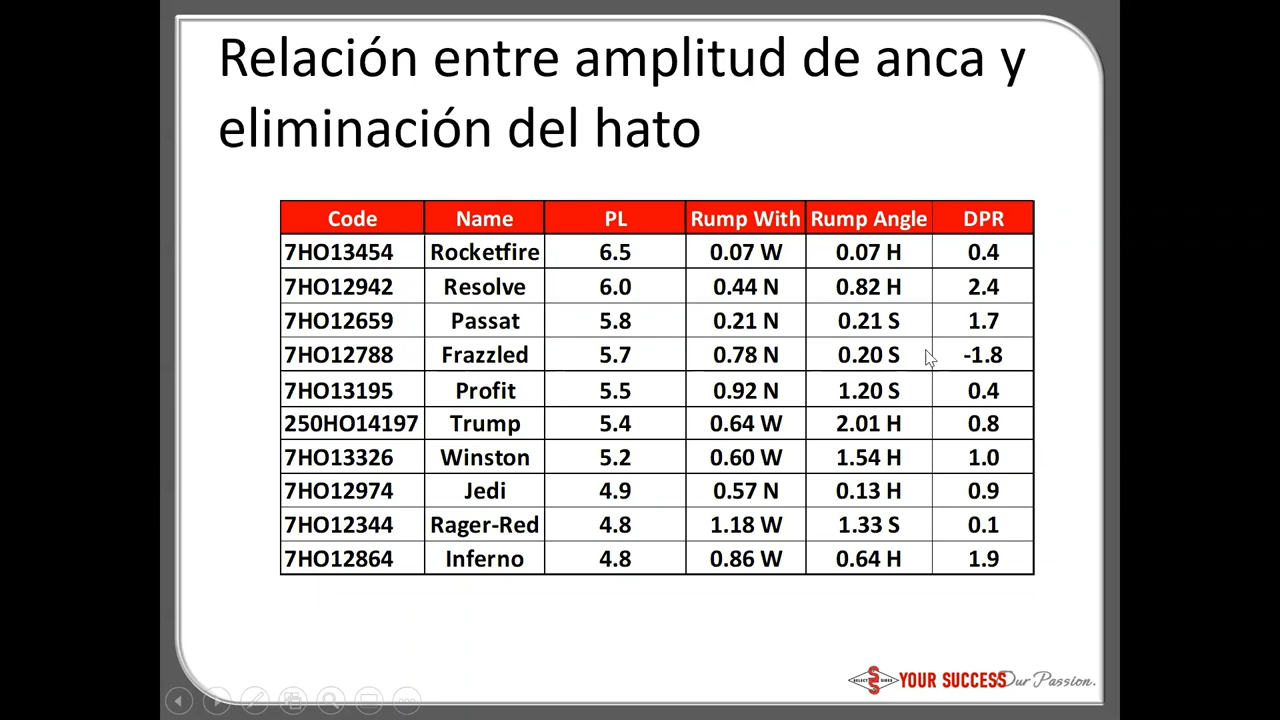 Relación entre amplitud de anca y
eliminación del hato
Code Name PL Rump With Rump Angle DPR
7HO13454 Rocketfire 6.5 0.07 W 0.07 H 0.4
7HO12942 Resolve 6.0 0.44 N 0.82 H 2.4
7HO12659 Passat 5.8 0.21 N 0.21 S 1.7
7HO12788 Frazzled 5.7 0.78 N 0.20 S -1.8
7HO13195 Profit 5.5 0.92 N 1.20 S 0.4
250HO14197 Trump 5.4 0.64 W 2.01 H 0.8
7HO13326 Winston 5.2 0.60 W 1.54 H 1.0
7HO12974 Jedi 4.9 0.57 N 0.13 H 0.9
7HO12344 Rager-Red 4.8 1.18 W 1.33 S 0.1
7HO12864 Inferno 4.8 0.86 W 0.64 H 1.9
SELECT SIRES YOUR SUCCESS Our Passion.